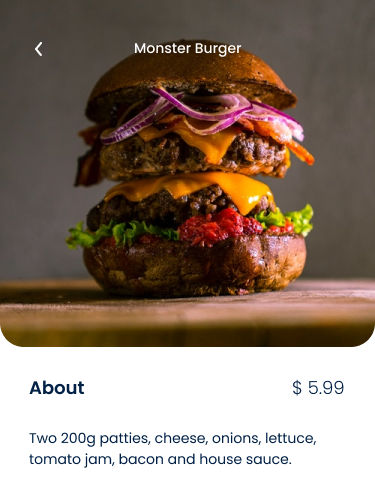 Monster Burger
About
$ 5.99
Two 200g patties, cheese, onions, lettuce,
tomato jam, bacon and house sauce.